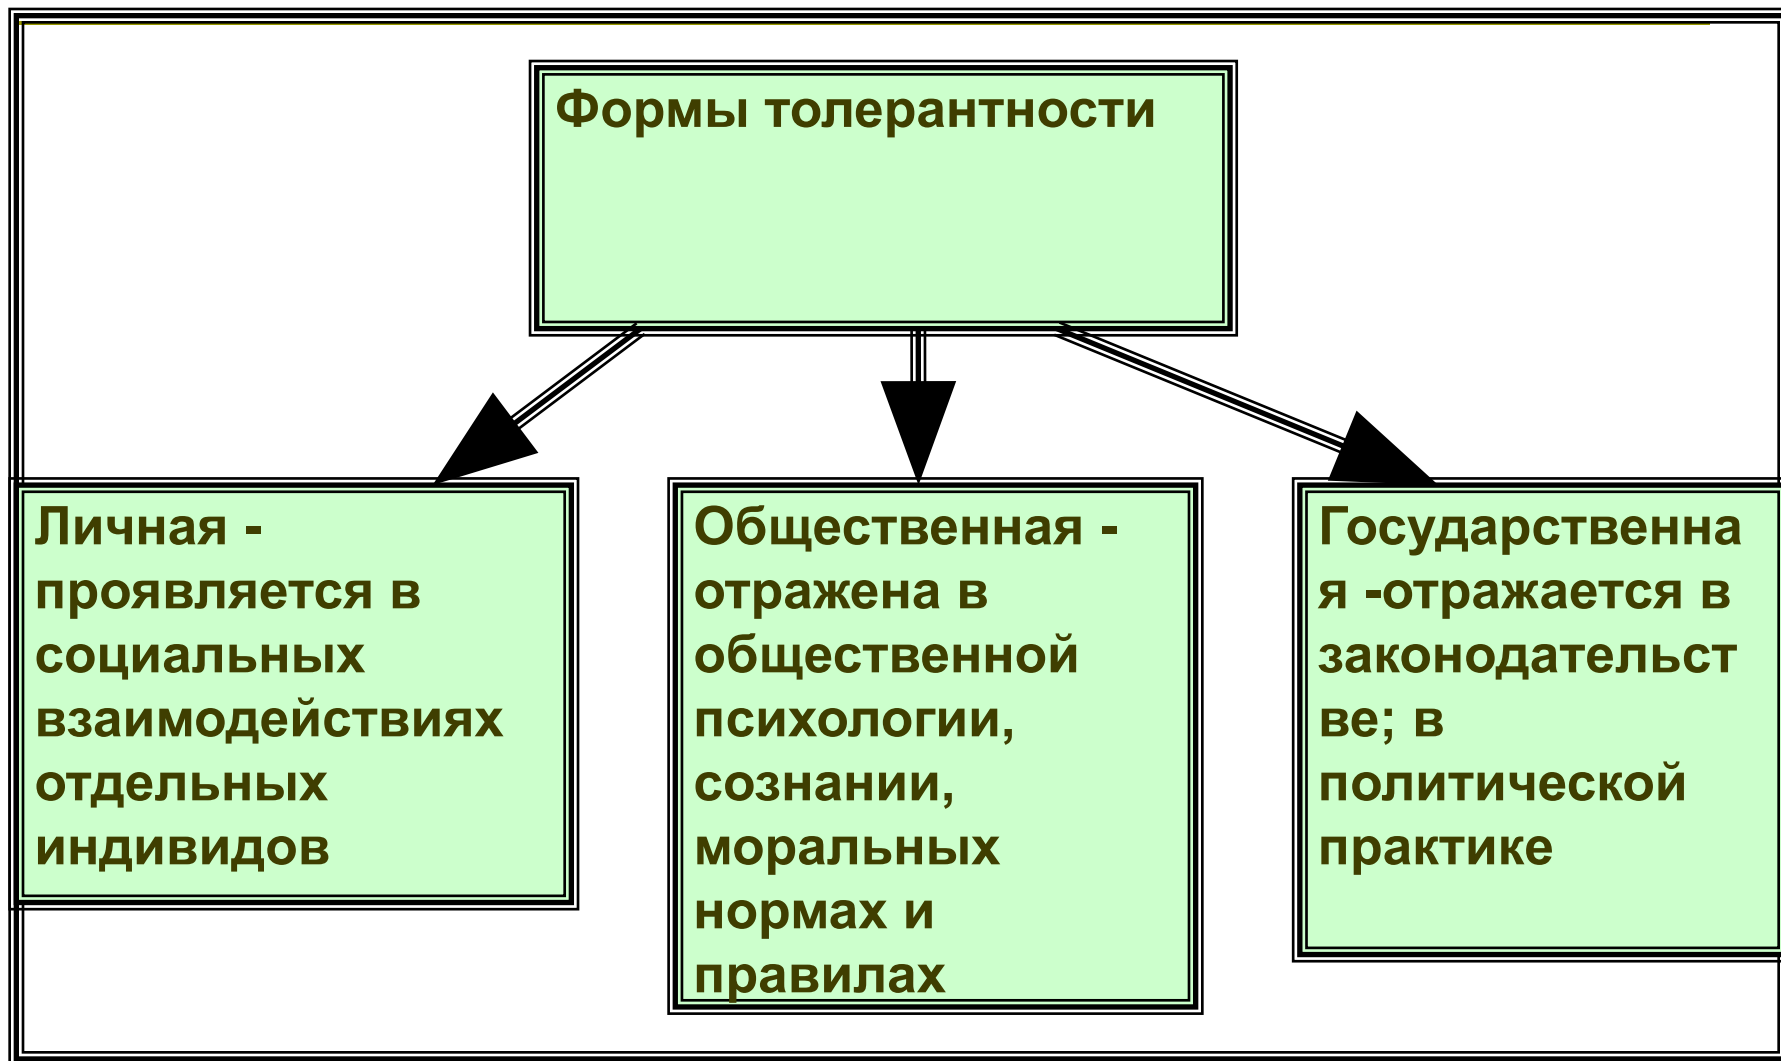 Формы толерантности
Личная -
проявляется в
социальных
взаимодействиях
отдельных
индивидов
Общественная -
отражена в
общественной
психологии,
сознании,
моральных
нормах и
правилах
Государственна
я -отражается в
законодательст
ве; в
политической
практике